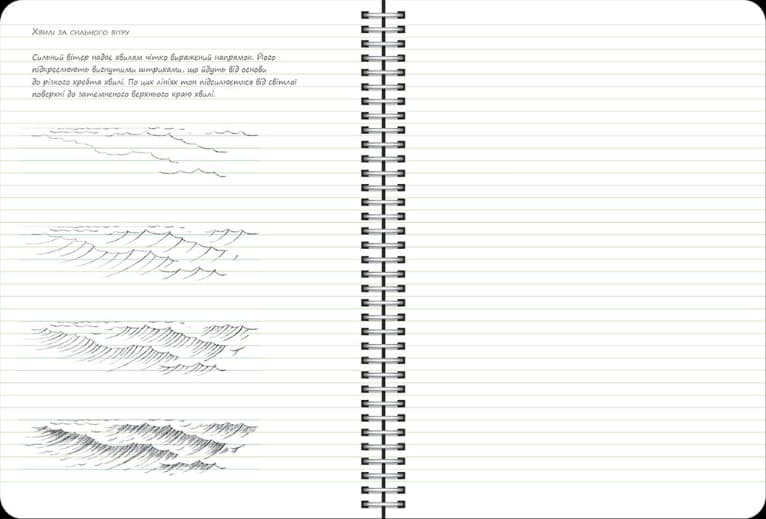 Хвилі за сильного вітру
Сильний вітер надає хвилям чітко виражений напрямок. Його
підкреслюють вигнутими штрихами, що йдуть від основи
до різкого хребта хвилі. По цих лініях тон підсилюється від світлої
поверхні до затемненого верхнього краю хвилі.